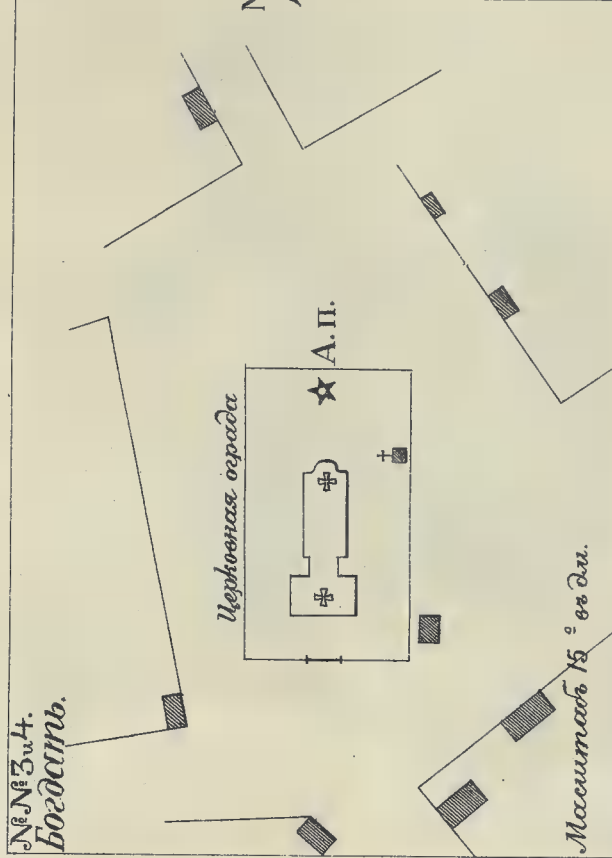 №№ 3 и 4.
Богдать.
Церковная ограда
А.П.
Масштабъ 15° въ дм.